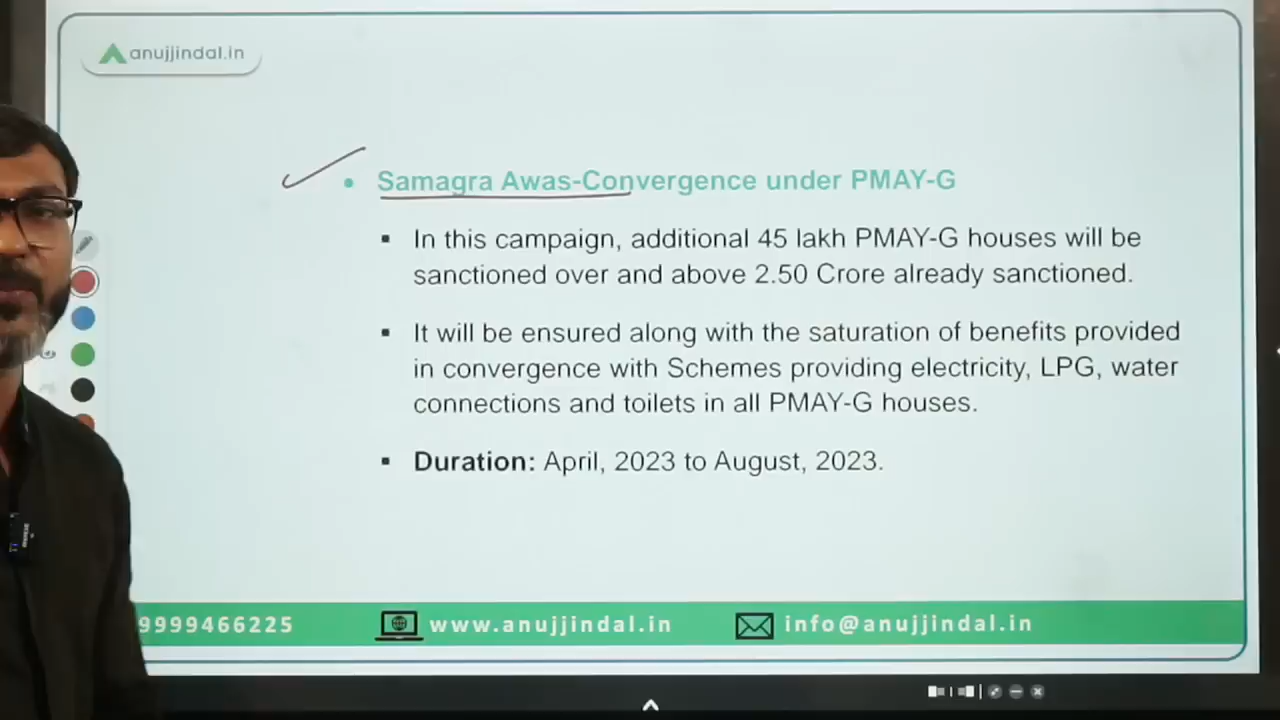 anujjindal.in
• Samagra Awas-Convergence under PMAY-G
▪ In this campaign, additional 45 lakh PMAY-G houses will be
sanctioned over and above 2.50 Crore already sanctioned.
▪ It will be ensured along with the saturation of benefits provided
in convergence with Schemes providing electricity, LPG, water
connections and toilets in all PMAY-G houses.
▪ Duration: April, 2023 to August, 2023.
9999466225 www.anujjindal.in info@anujjindal.in